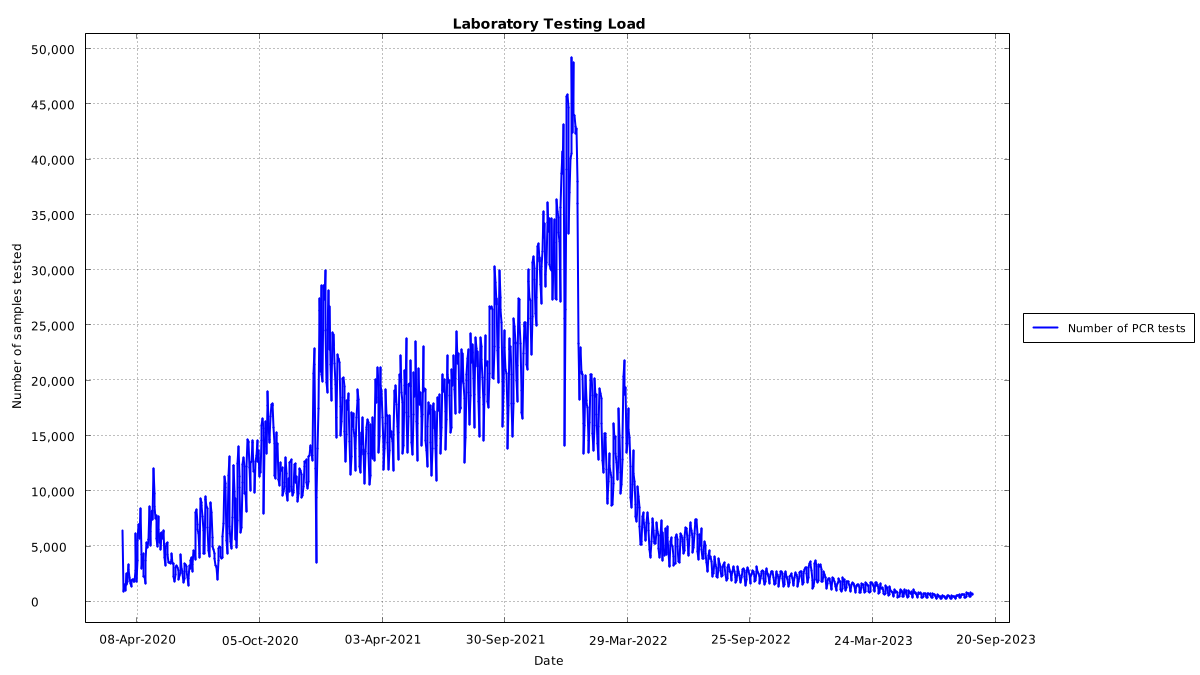 Laboratory Testing Load
50,000
45,000
40,000
35,000
30,000
25,000
20,000
15,000
10,000
5,000
0
Number of samples tested
08-Apr-2020
05-Oct-2020
03-Apr-2021
30-Sep-2021
29-Mar-2022
25-Sep-2022
24-Mar-2023
20-Sep-2023
Date
Number of PCR tests